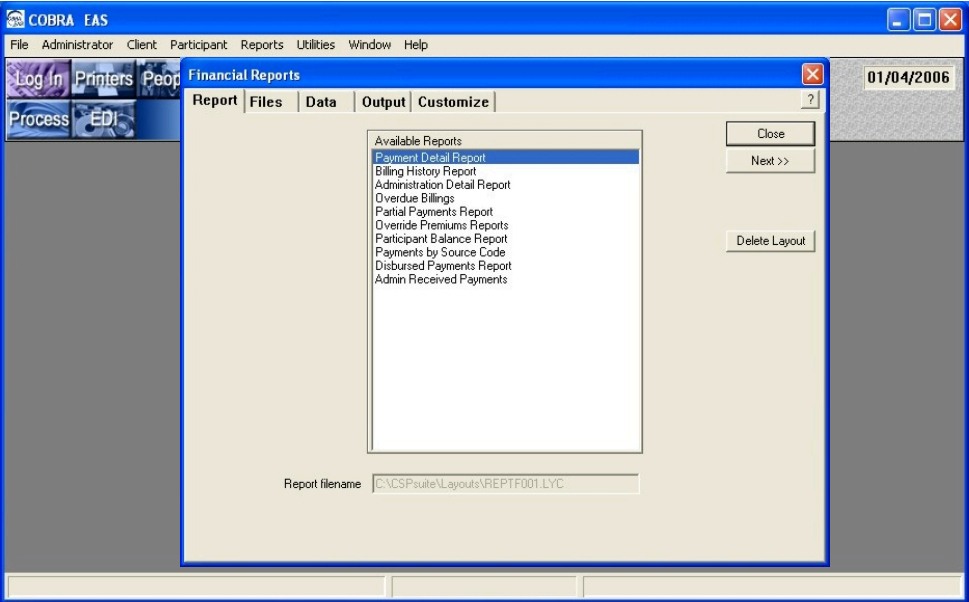 COBRA EAS
File Administrator Client Participant Reports Utilities Window Help
Log In Printers Peop
Process EDI
01/04/2006
Financial Reports
Report Files Data Output Customize
?
Available Reports
Payment Detail Report
Billing History Report
Administration Detail Report
Overdue Billings
Partial Payments Report
Override Premiums Reports
Participant Balance Report
Payments by Source Code
Disbursed Payments Report
Admin Received Payments
Close
Next >>
Delete Layout
Report filename C:\CSPsuite\Layouts\REPTF001.LYC